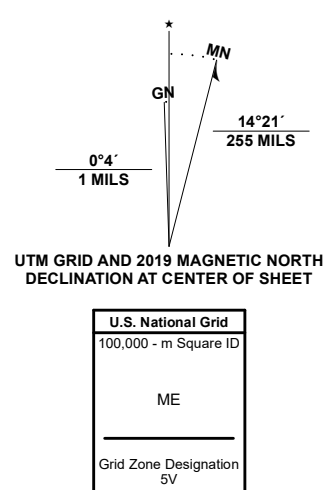 ★
MN
GN
14°21´
255 MILS
0°4´
1 MILS
UTM GRID AND 2019 MAGNETIC NORTH
DECLINATION AT CENTER OF SHEET
U.S. National Grid
100,000 - m Square ID
ME
Grid Zone Designation
5V